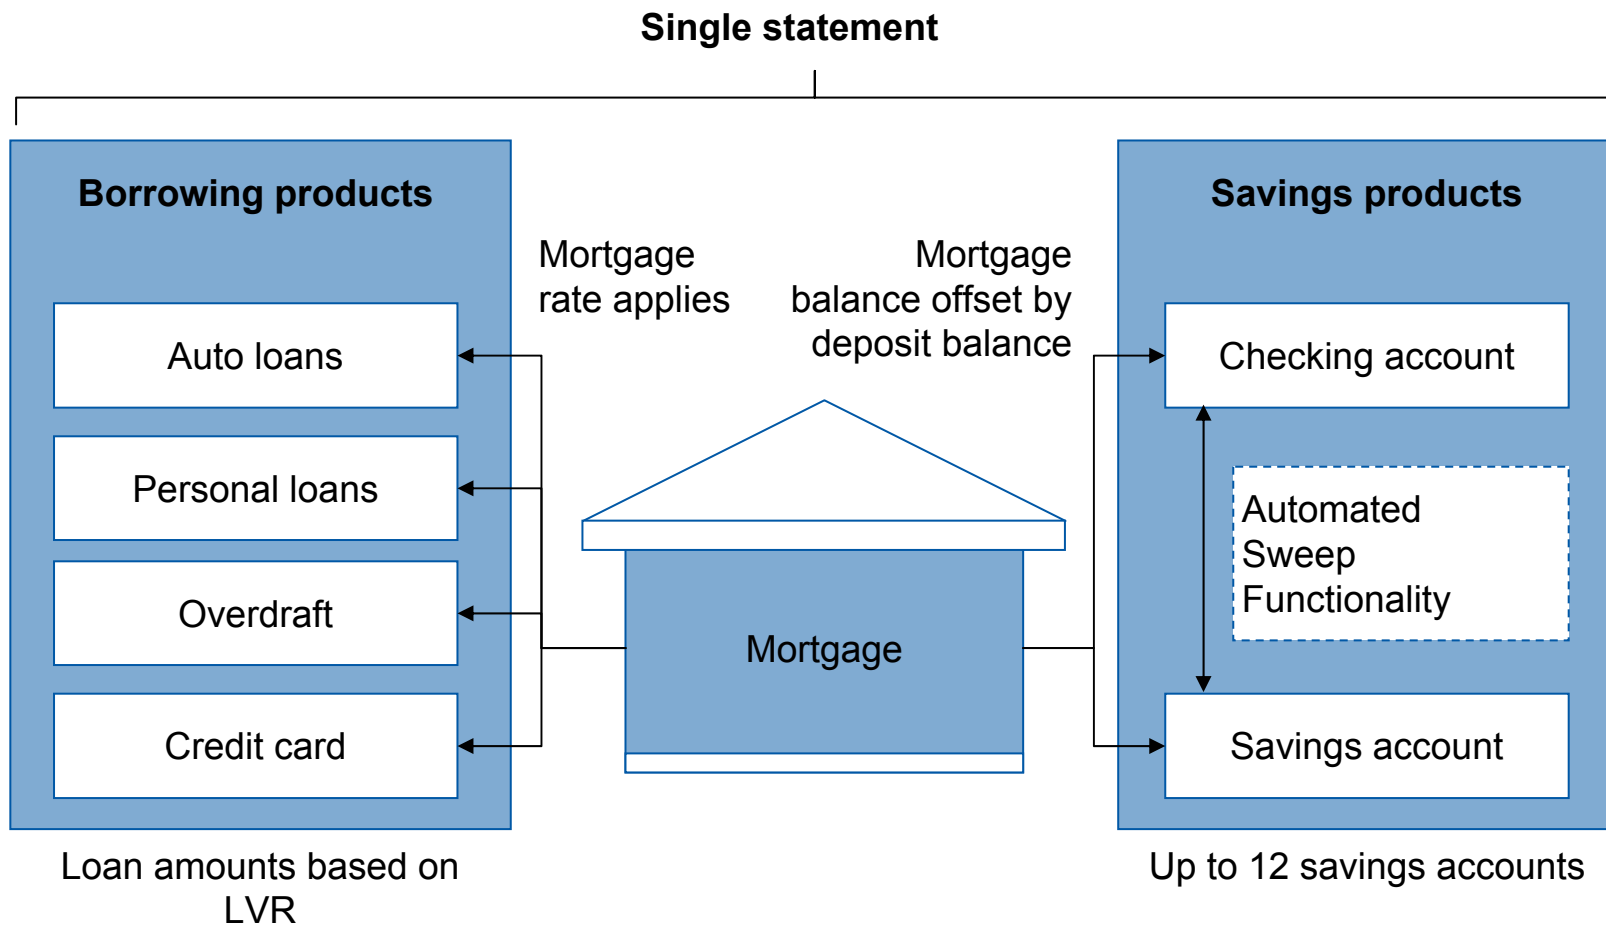 Single statement
Borrowing products
Auto loans
Personal loans
Overdraft
Credit card
Loan amounts based on
LVR
Mortgage
rate applies
Mortgage
balance offset by
deposit balance
Mortgage
Savings products
Checking account
Automated
Sweep
Functionality
Savings account
Up to 12 savings accounts